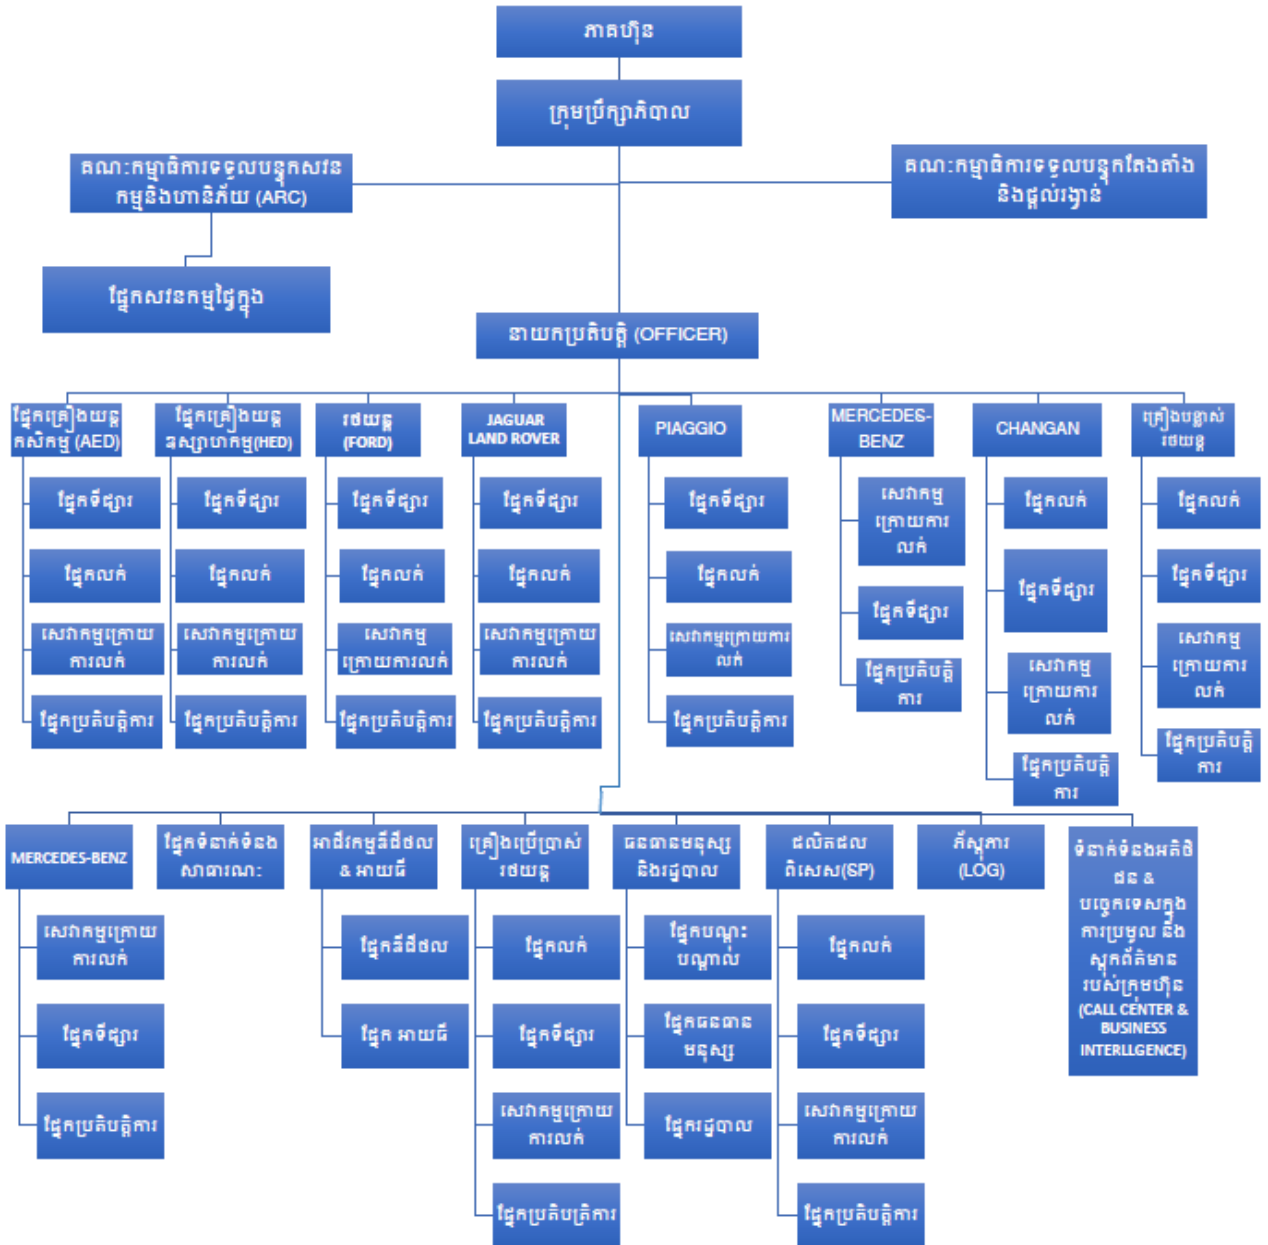 ភាគហ៊ុន
ក្រុមប្រឹក្សាភិបាល
គណៈកម្មាធិការទទួលបន្ទុកសវន
កម្មនិងហានិភ័យ (ARC)
គណៈកម្មាធិការទទួលបន្ទុកតែងតាំង
និងផ្តល់រង្វាន់
ផ្នែកសវនកម្មផ្ទៃក្នុង
នាយកប្រតិបត្តិ (OFFICER)
ផ្នែកគ្រឿងយន្ត
កសិកម្ម (AED)
ផ្នែកគ្រឿងយន្ត
ឧស្សាហកម្ម(HED)
រថយន្ត
(FORD)
JAGUAR
LAND ROVER
PIAGGIO
MERCEDES-
BENZ
CHANGAN
គ្រឿងបន្លាស់
រថយន្ត
ផ្នែកទីផ្សារ
ផ្នែកលក់
សេវាកម្មក្រោយ
ការលក់
ផ្នែកប្រតិបត្តិការ
ផ្នែកទីផ្សារ
ផ្នែកលក់
សេវាកម្មក្រោយ
ការលក់
ផ្នែកប្រតិបត្តិការ
ផ្នែកទីផ្សារ
ផ្នែកលក់
សេវាកម្ម
ក្រោយការលក់
ផ្នែកប្រតិបត្តិការ
ផ្នែកទីផ្សារ
ផ្នែកលក់
សេវាកម្មក្រោយ
ការលក់
ផ្នែកប្រតិបត្តិការ
ផ្នែកទីផ្សារ
ផ្នែកលក់
សេវាកម្មក្រោយការ
លក់
ផ្នែកប្រតិបត្តិការ
សេវាកម្ម
ក្រោយការ
លក់
ផ្នែកទីផ្សារ
ផ្នែកប្រតិបត្តិ
ការ
ផ្នែកលក់
ផ្នែកទីផ្សារ
សេវាកម្ម
ក្រោយការ
លក់
ផ្នែកប្រតិបត្តិ
ការ
ផ្នែកលក់
ផ្នែកទីផ្សារ
សេវាកម្ម
ក្រោយការ
លក់
ផ្នែកប្រតិបត្តិ
ការ
MERCEDES-BENZ
ផ្នែកទំនាក់ទំនង
សាធារណៈ
អាជីវកម្មឌីជីថល
& អាយធី
គ្រឿងប្រើប្រាស់
រថយន្ត
ធនធានមនុស្ស
និងរដ្ឋបាល
ផលិតផល
ពិសេស(SP)
ភ័ស្តុការ
(LOG)
ទំនាក់ទំនងអតិថិ
ជន &
បច្ចេកទេសក្នុង
ការប្រមូល និង
ស្តុកព័ត៌មាន
របស់ក្រុមហ៊ុន
(CALL CENTER &
BUSINESS
INTERLLGENCE)
សេវាកម្មក្រោយ
ការលក់
ផ្នែកទីផ្សារ
ផ្នែកប្រតិបត្តិការ
ផ្នែកឌីជីថល
ផ្នែក អាយធី
ផ្នែកលក់
ផ្នែកទីផ្សារ
សេវាកម្មក្រោយ
ការលក់
ផ្នែកប្រតិបត្រិការ
ផ្នែកបណ្តុះ
បណ្តាល់
ផ្នែកធនធាន
មនុស្ស
ផ្នែករដ្ឋបាល
ផ្នែកលក់
ផ្នែកទីផ្សារ
សេវាកម្មក្រោយ
ការលក់
ផ្នែកប្រតិបត្តិការ